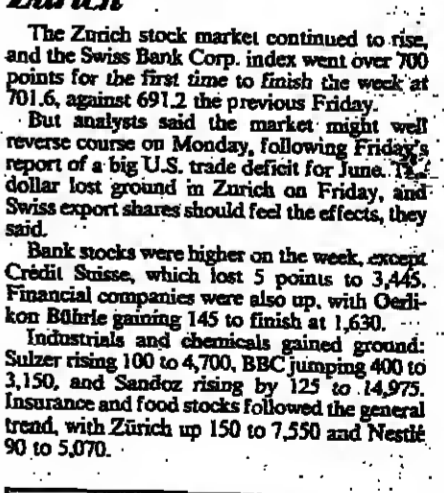 Zurich
The Zurich stock market continued to rise,
and the Swiss Bank Corp. index went over 700
points for the first time to finish the week at
701.6, against 691.2 the previous Friday.
But analysts said the market might well
reverse course on Monday, following Friday's
report of a big U.S. trade deficit for June. The
dollar lost ground in Zurich on Friday, and
Swiss export shares should feel the effects, they
said.
Bank stocks were higher on the week, except
Crédit Suisse, which lost 5 points to 3,445.
Financial companies were also up, with Oerli-
kon Bührle gaining 145 to finish at 1,630.
Industrials and chemicals gained ground:
Sulzer rising 100 to 4,700, BBC jumping 400 to
3,150, and Sandoz rising by 125 to 14,975.
Insurance and food stocks followed the general
trend, with Zürich up 150 to 7,550 and Nestlé
90 to 5,070.